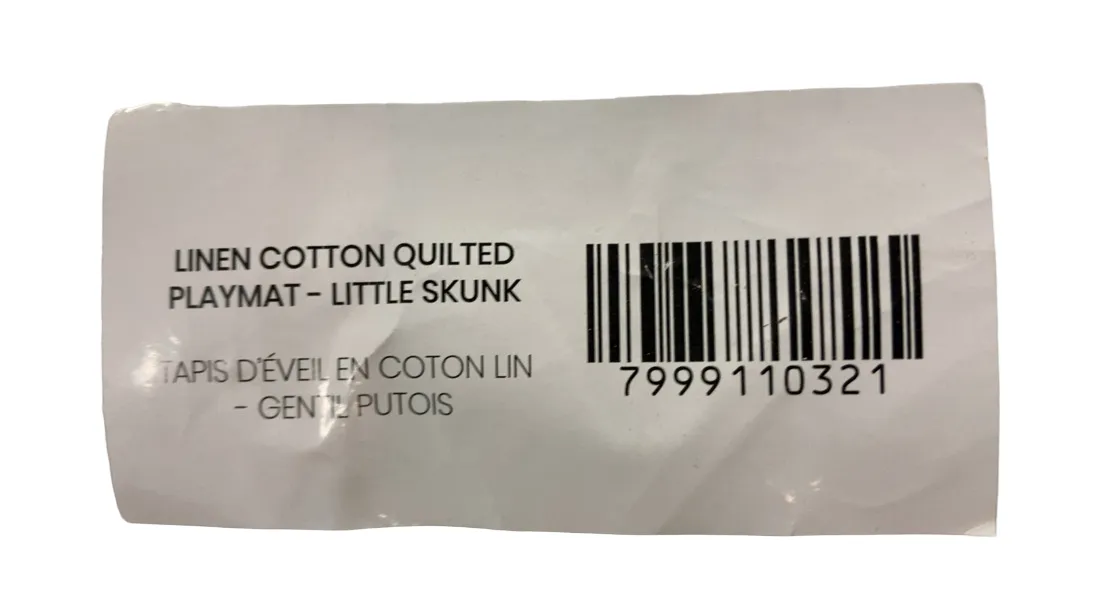 LINEN COTTON QUILTED
PLAYMAT - LITTLE SKUNK
TAPIS D'ÉVEIL EN COTON LIN
- GENTIL PUTOIS
7999110321